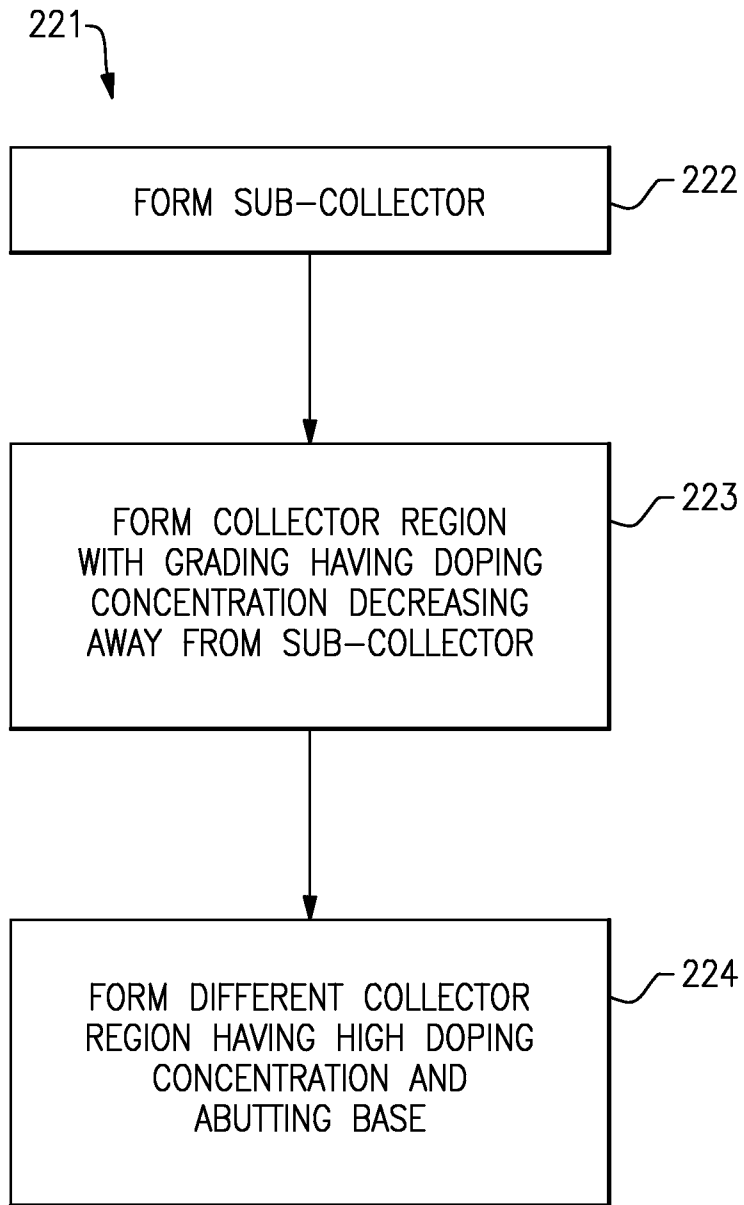 221
FORM SUB-COLLECTOR
222
FORM COLLECTOR REGION
WITH GRADING HAVING DOPING
CONCENTRATION DECREASING
AWAY FROM SUB-COLLECTOR
223
FORM DIFFERENT COLLECTOR
REGION HAVING HIGH DOPING
CONCENTRATION AND
ABUTTING BASE
224